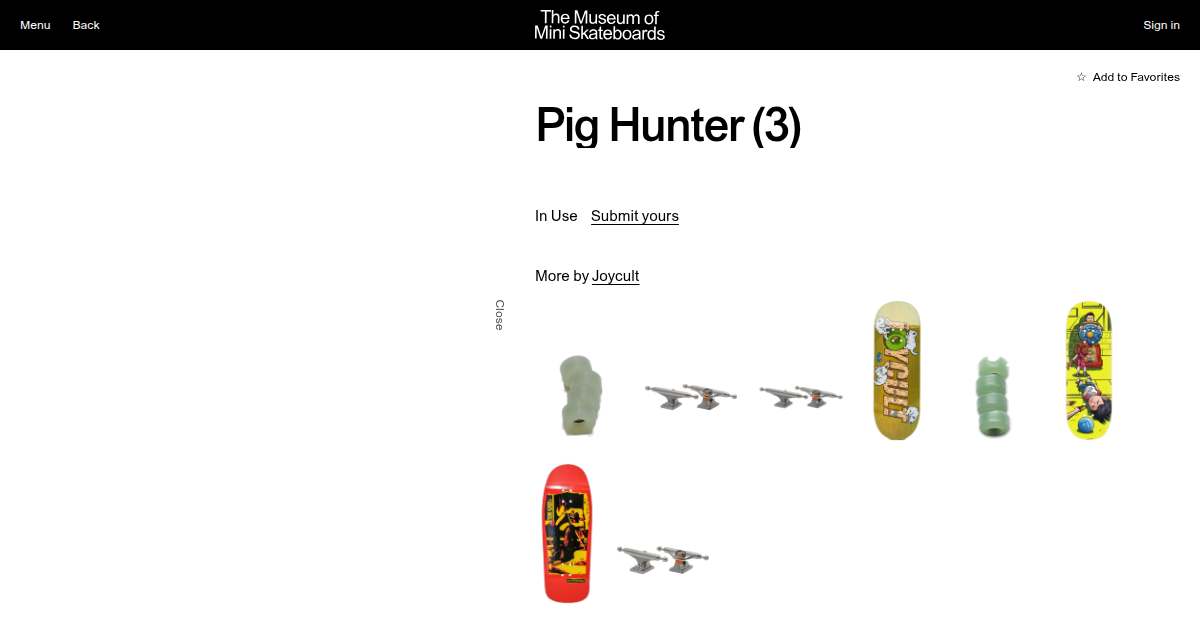 Menu
Back
The Museum of
Mini Skateboards
Sign in
☆ Add to Favorites
Pig Hunter (3)
In Use
Submit yours
More by Joycult
Close
JOYCULT